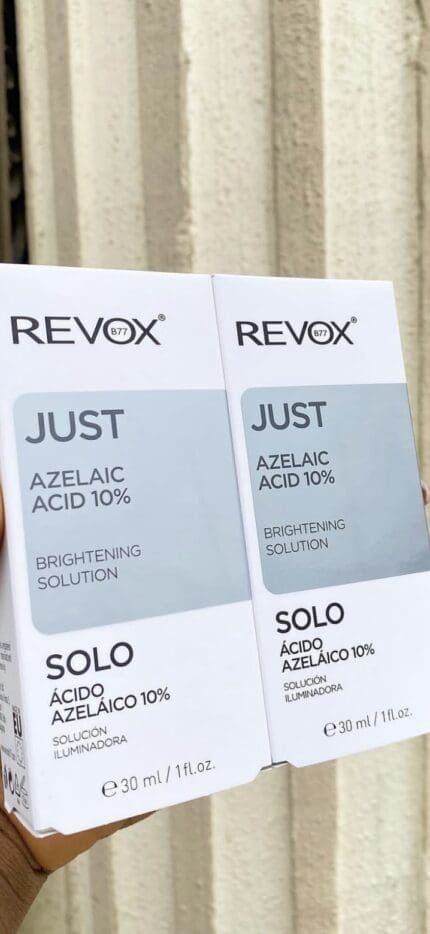 REVOX B77®
JUST
AZELAIC
ACID 10%
BRIGHTENING
SOLUTION
SOLO
ÁCIDO
AZELÁICO 10%
SOLUCIÓN
ILUMINADORA
℮ 30 ml / 1 fl.oz.
REVOX B77®
JUST
AZELAIC
ACID 10%
BRIGHTENING
SOLUTION
SOLO
ÁCIDO
AZELÁICO 10%
SOLUCIÓN
ILUMINADORA
℮ 30 ml / 1 fl.oz.